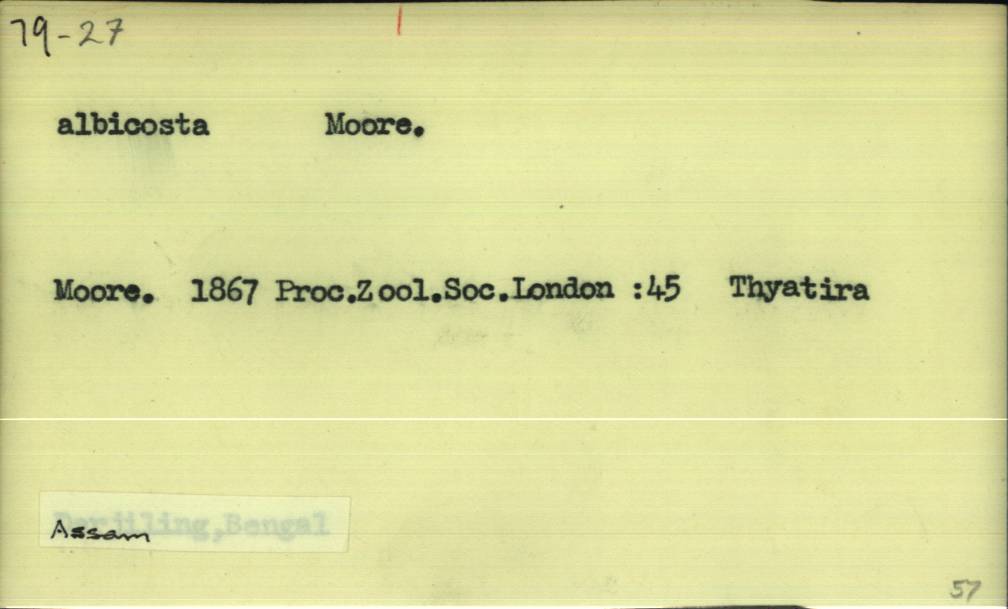 79-27
albicosta Moore.
Moore. 1867 Proc.Zool.Soc.London :45 Thyatira
Darjiling,Bengal
Assam
57